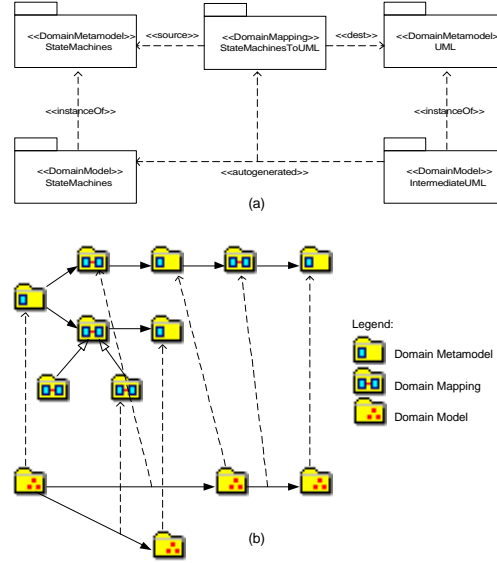 <<DomainMetamodel>>
StateMachines
<<source>>
<<DomainMapping>>
StateMachinesToUML
<<dest>>
<<DomainMetamodel>>
UML
<<instanceOf>>
<<instanceOf>>
<<DomainModel>>
StateMachines
<<autogenerated>>
<<DomainModel>>
IntermediateUML
(a)
Legend:
Domain Metamodel
Domain Mapping
Domain Model
(b)